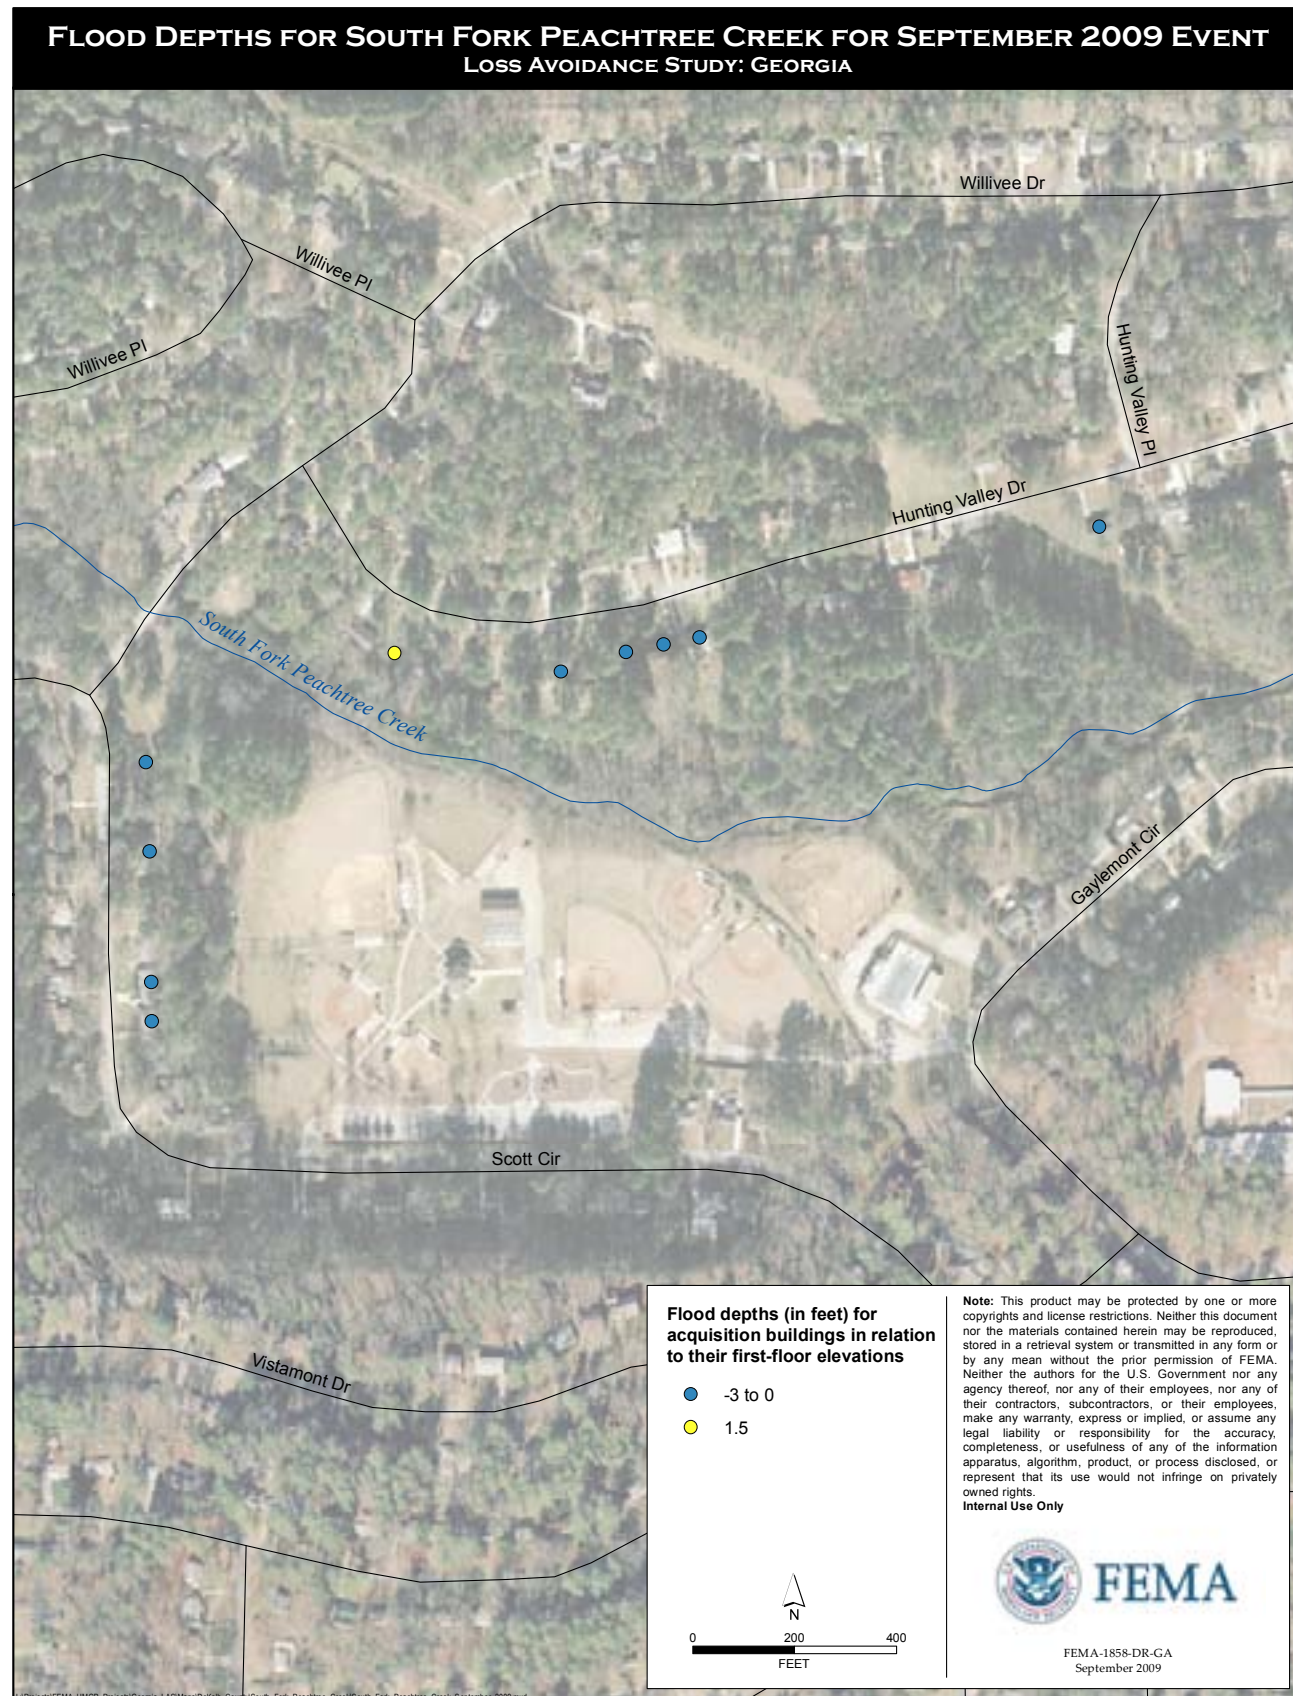 FLOOD DEPTHS FOR SOUTH FORK PEACHTREE CREEK FOR SEPTEMBER 2009 EVENT
LOSS AVOIDANCE STUDY: GEORGIA
Willivee Dr
Willivee Pl
Willivee Pl
Hunting Valley Pl
Hunting Valley Dr
South Fork Peachtree Creek
Gaylemont Cir
Scott Cir
Vistamont Dr
Flood depths (in feet) for
acquisition buildings in relation
to their first-floor elevations
-3 to 0
1.5
N
0 200 400
FEET
Note: This product may be protected by one or more
copyrights and license restrictions. Neither this document
nor the materials contained herein may be reproduced,
stored in a retrieval system or transmitted in any form or
by any mean without the prior permission of FEMA.
Neither the authors for the U.S. Government nor any
agency thereof, nor any of their employees, nor any of
their contractors, subcontractors, or their employees,
make any warranty, express or implied, or assume any
legal liability or responsibility for the accuracy,
completeness, or usefulness of any of the information
apparatus, algorithm, product, or process disclosed, or
represent that its use would not infringe on privately
owned rights.
Internal Use Only
FEMA
FEMA-1858-DR-GA
September 2009